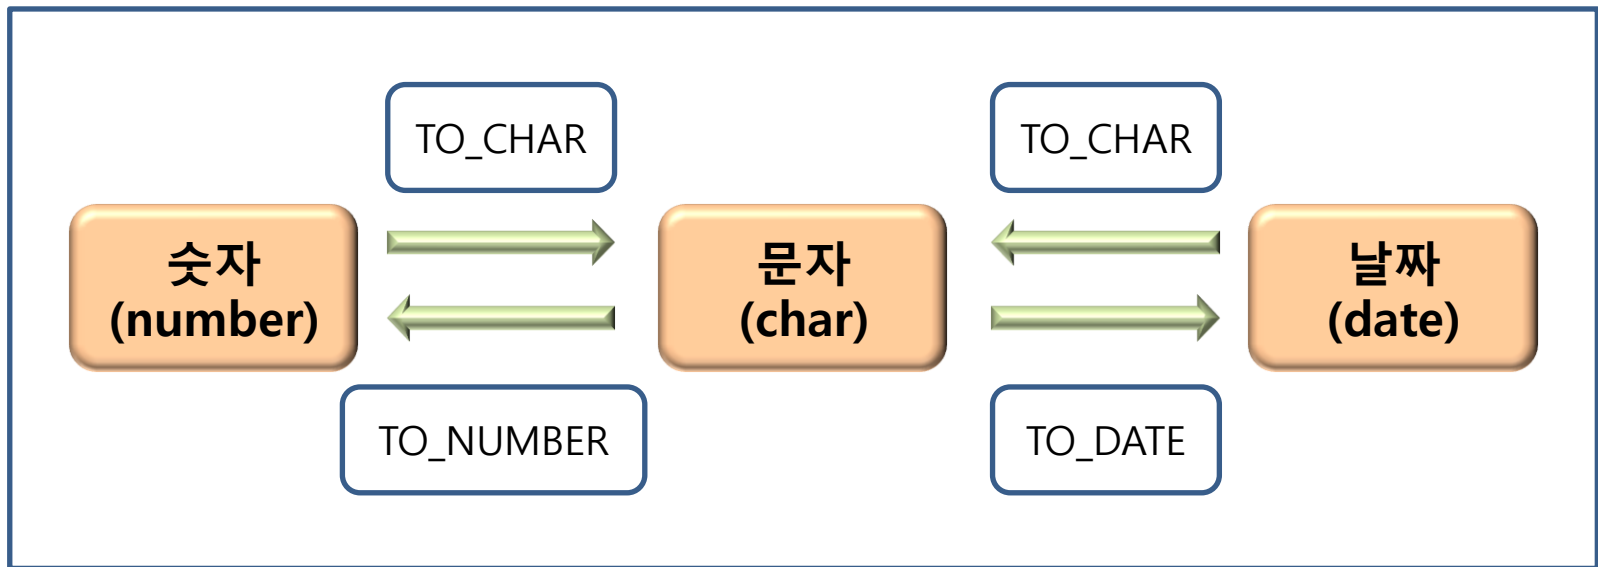 TO_CHAR
TO_CHAR
숫자
(number)
문자
(char)
날짜
(date)
TO_NUMBER
TO_DATE